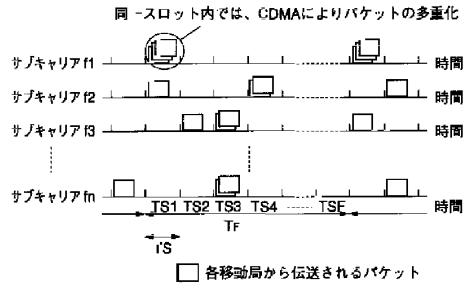 同一スロット内では、CDMAによりパケットの多重化
サブキャリアf1
時間
サブキャリアf2
時間
サブキャリアf3
時間
サブキャリアfn
TS1 TS2 TS3 TS4 TSF
時間
TF
TS
各移動局から伝送されるパケット